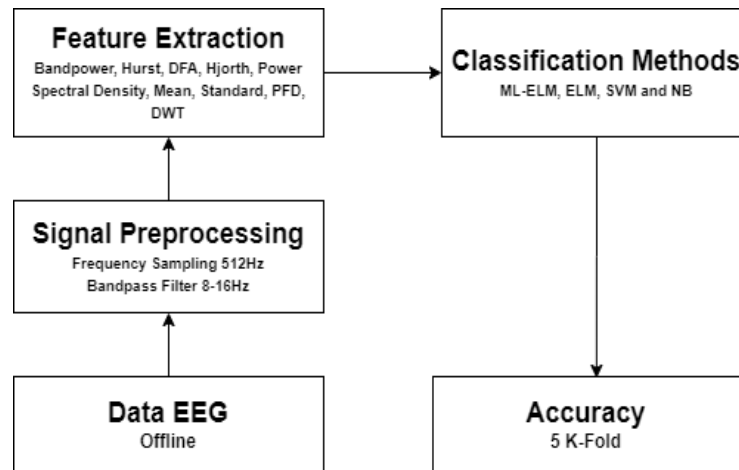 Feature Extraction
Bandpower, Hurst, DFA, Hjorth, Power
Spectral Density, Mean, Standard, PFD,
DWT
Classification Methods
ML-ELM, ELM, SVM and NB
Signal Preprocessing
Frequency Sampling 512Hz
Bandpass Filter 8-16Hz
Data EEG
Offline
Accuracy
5 K-Fold